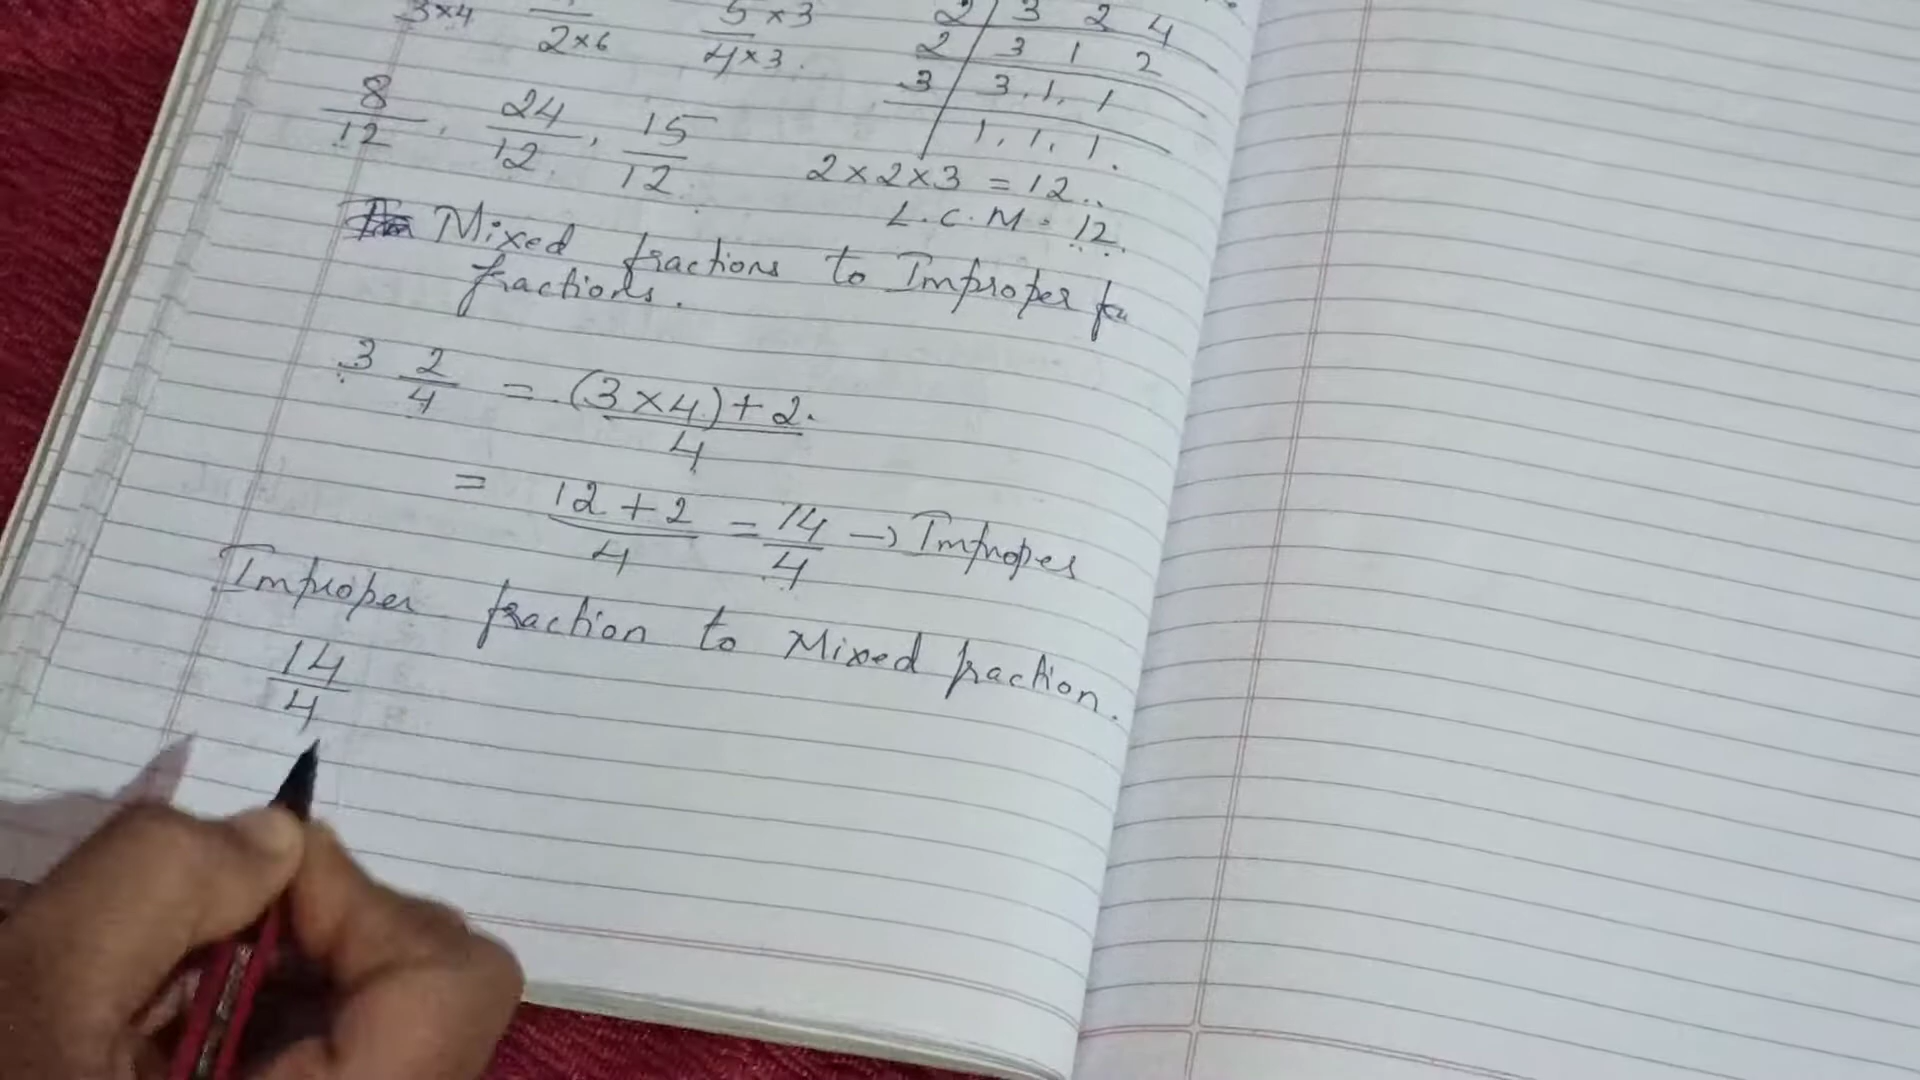 3×4 2×6 5×3 / 4×3. 2 | 3 2 4
2 | 3 1 2
3 | 3, 1, 1
1, 1, 1.
8/12, 24/12, 15/12
2×2×3 = 12..
L.C.M = 12.
Mixed fractions to Improper
fractions.
3 2/4 = (3×4)+2 / 4
= 12+2 / 4 = 14/4 → Improper
Improper fraction to Mixed fraction.
14/4